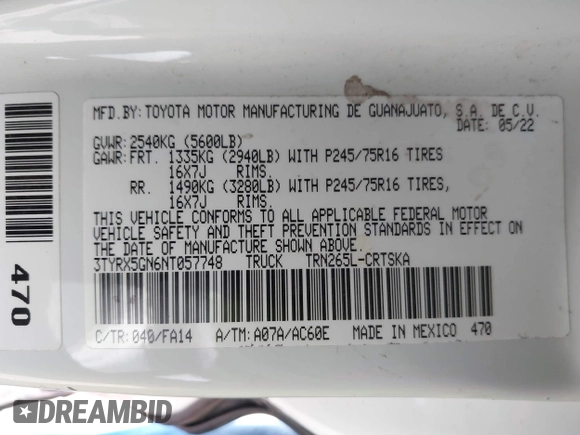 MFD.BY: TOYOTA MOTOR MANUFACTURING DE GUANAJUATO, S.A. DE C.V.
DATE: 05/22
GVWR: 2540KG (5600LB)
GAWR: FRT. 1335KG (2940LB) WITH P245/75R16 TIRES
16X7J RIMS.
RR. 1490KG (3280LB) WITH P245/75R16 TIRES,
16X7J RIMS.
THIS VEHICLE CONFORMS TO ALL APPLICABLE FEDERAL MOTOR
VEHICLE SAFETY AND THEFT PREVENTION STANDARDS IN EFFECT ON
THE DATE OF MANUFACTURE SHOWN ABOVE.
3TYRX5GN6NT057748 TRUCK TRN265L-CRTSKA
C/TR: 040/FA14 A/TM: A07A/AC60E MADE IN MEXICO 470
470
DREAMBID